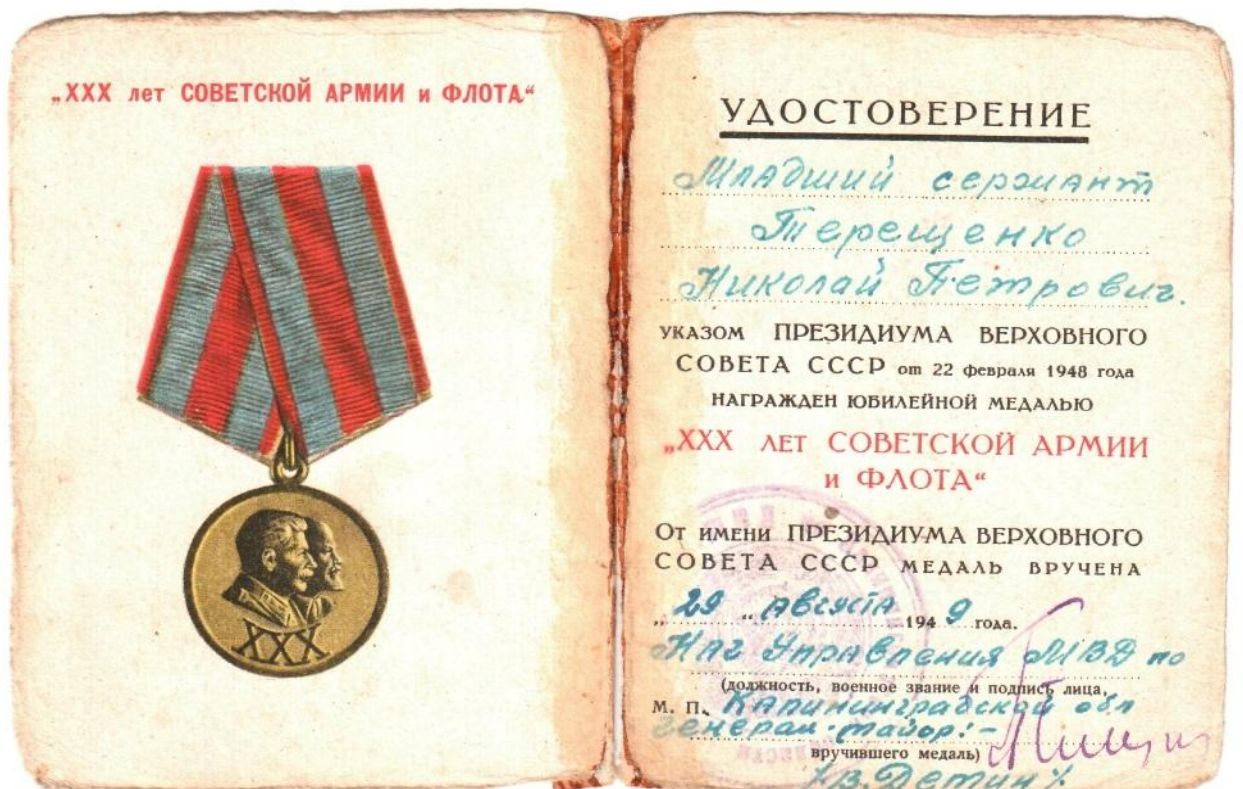 „XXX лет СОВЕТСКОЙ АРМИИ и ФЛОТА“
XXX
УДОСТОВЕРЕНИЕ
Младший сержант
Терещенко
Николай Петрович.
УКАЗОМ ПРЕЗИДИУМА ВЕРХОВНОГО
СОВЕТА СССР от 22 февраля 1948 года
НАГРАЖДЕН ЮБИЛЕЙНОЙ МЕДАЛЬЮ
„XXX ЛЕТ СОВЕТСКОЙ АРМИИ
и ФЛОТА“
От имени ПРЕЗИДИУМА ВЕРХОВНОГО
СОВЕТА СССР МЕДАЛЬ ВРУЧЕНА
„29“ Августа 1949 года.
Нач Управления МВД по
(должность, военное звание и подпись лица,
М. П. Калининградской обл
генерал-майор:-
вручившего медаль)
/В. Демин/